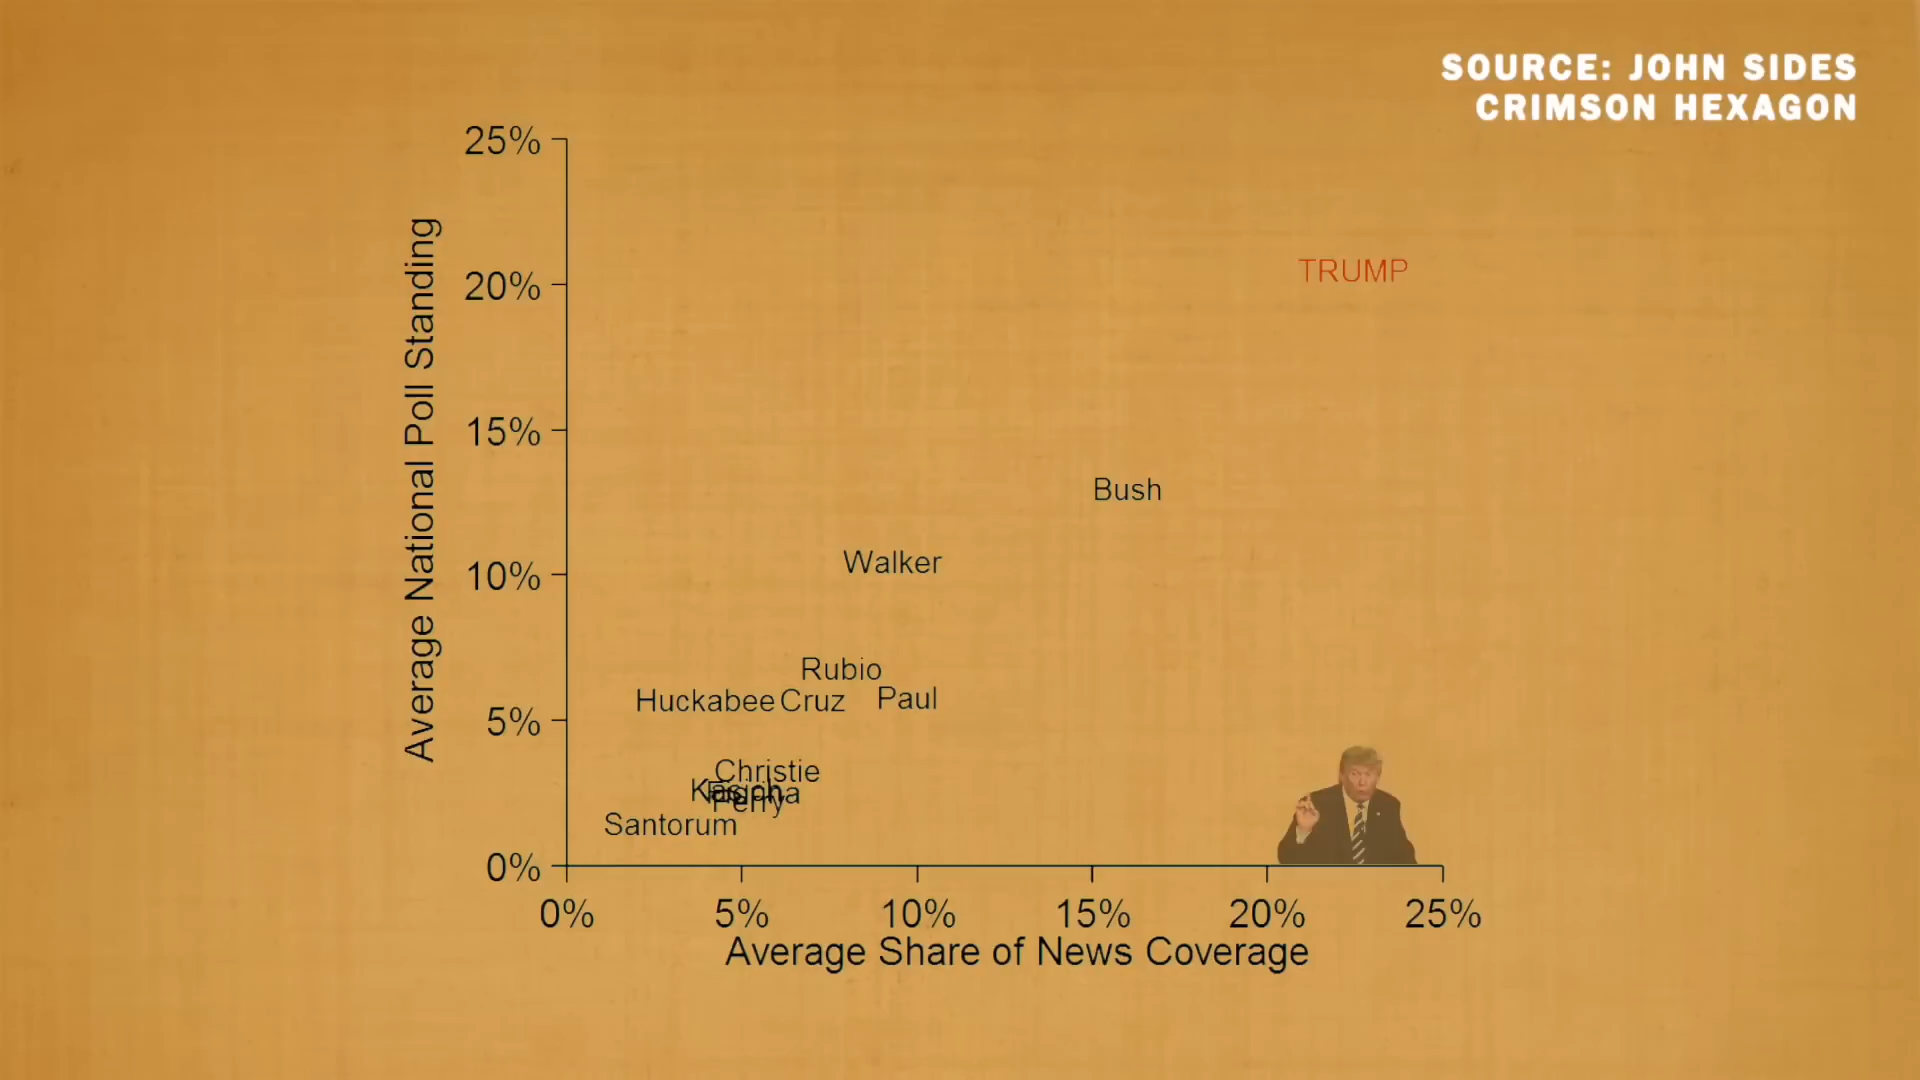 SOURCE: JOHN SIDES
CRIMSON HEXAGON
25%
TRUMP
20%
Average National Poll Standing
15%
Bush
10%
Walker
Rubio
Huckabee Cruz Paul
5%
Christie
Perry
Santorum
0%
0% 5% 10% 15% 20% 25%
Average Share of News Coverage